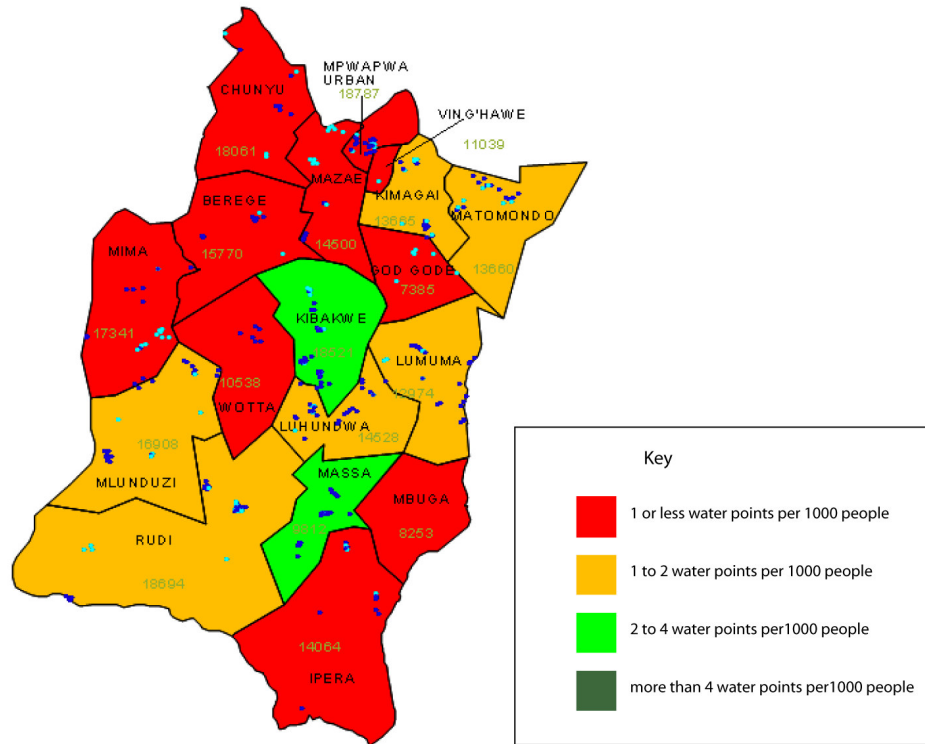 MPWAPWA
URBAN
18787
CHUNYU
VING'HAWE
11039
18061
MAZAE
KIMAGAI
BEREGE
13665
MATOMONDO
MIMA
15770
14500
GOD GODE
13660
7385
17341
KIBAKWE
LUMUMA
10538
WOTTA
LUHUNDWA
14528
16908
MASSA
MLUNDUZI
MBUGA
RUDI
8253
18694
14064
IPERA
Key
1 or less water points per 1000 people
1 to 2 water points per 1000 people
2 to 4 water points per1000 people
more than 4 water points per1000 people